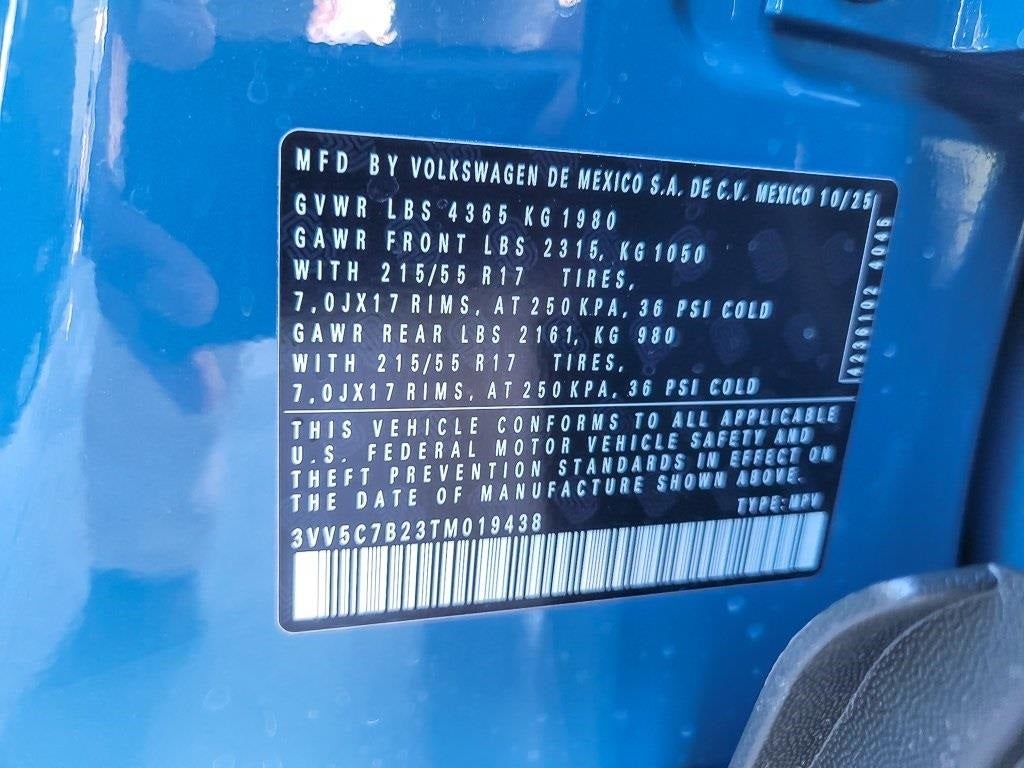 MFD BY VOLKSWAGEN DE MEXICO S.A. DE C.V. MEXICO 10/25
GVWR LBS 4365 KG 1980
GAWR FRONT LBS 2315, KG 1050
WITH 215/55 R17 TIRES,
7.0JX17 RIMS, AT 250 KPA, 36 PSI COLD
GAWR REAR LBS 2161, KG 980
WITH 215/55 R17 TIRES,
7.0JX17 RIMS, AT 250 KPA, 36 PSI COLD
THIS VEHICLE CONFORMS TO ALL APPLICABLE
U.S. FEDERAL MOTOR VEHICLE SAFETY AND
THEFT PREVENTION STANDARDS IN EFFECT ON
THE DATE OF MANUFACTURE SHOWN ABOVE.
TYPE: MPV
3VV5C7B23TM019438